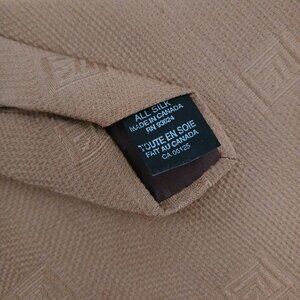 ALL SILK
MADE IN CANADA
RN 93624
TOUTE EN SOIE
FAIT AU CANADA
CA 00125